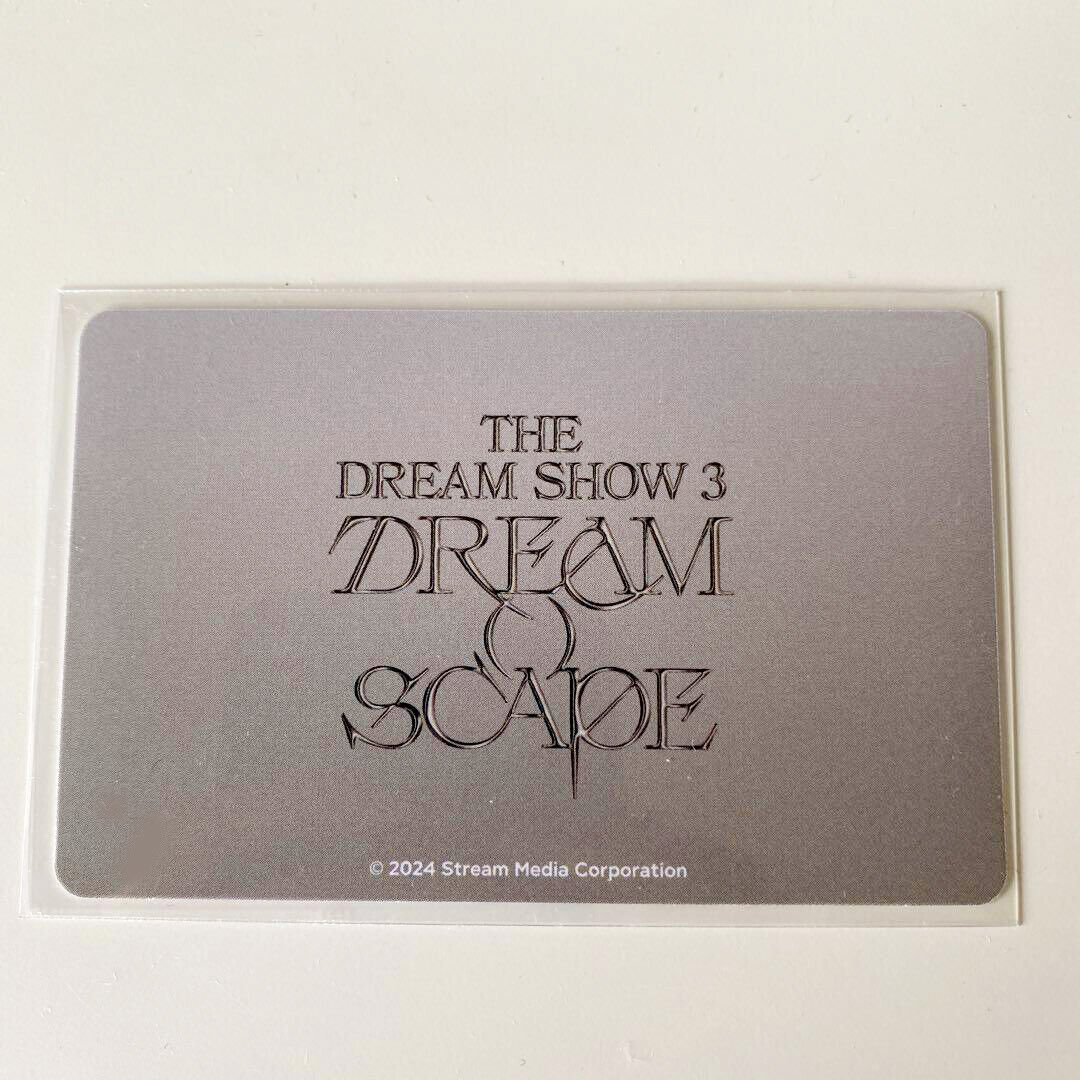 THE
DREAM SHOW 3
DREAM
SCAPE
© 2024 Stream Media Corporation